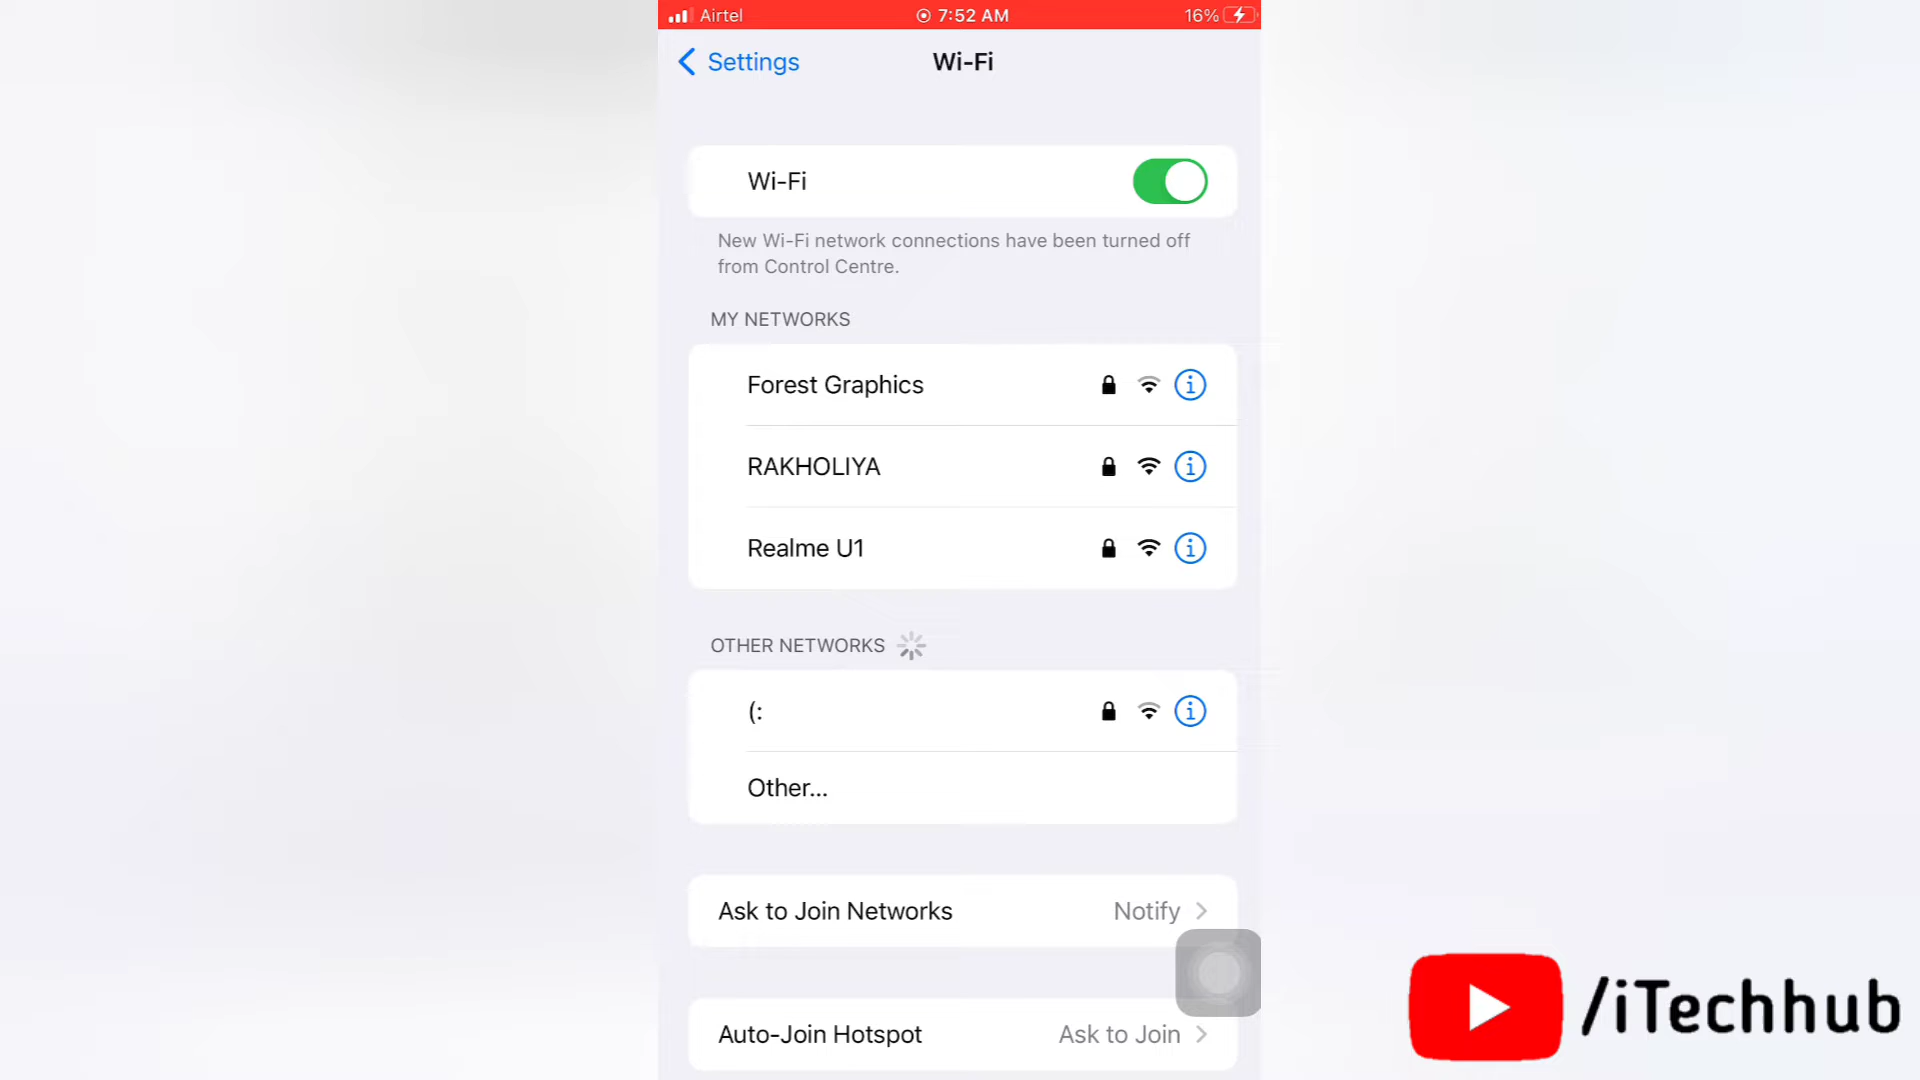 Airtel 7:52 AM 16%
Settings Wi-Fi
Wi-Fi
New Wi-Fi network connections have been turned off
from Control Centre.
MY NETWORKS
Forest Graphics
RAKHOLIYA
Realme U1
OTHER NETWORKS
(:
Other...
Ask to Join Networks Notify
Auto-Join Hotspot Ask to Join
/iTechhub